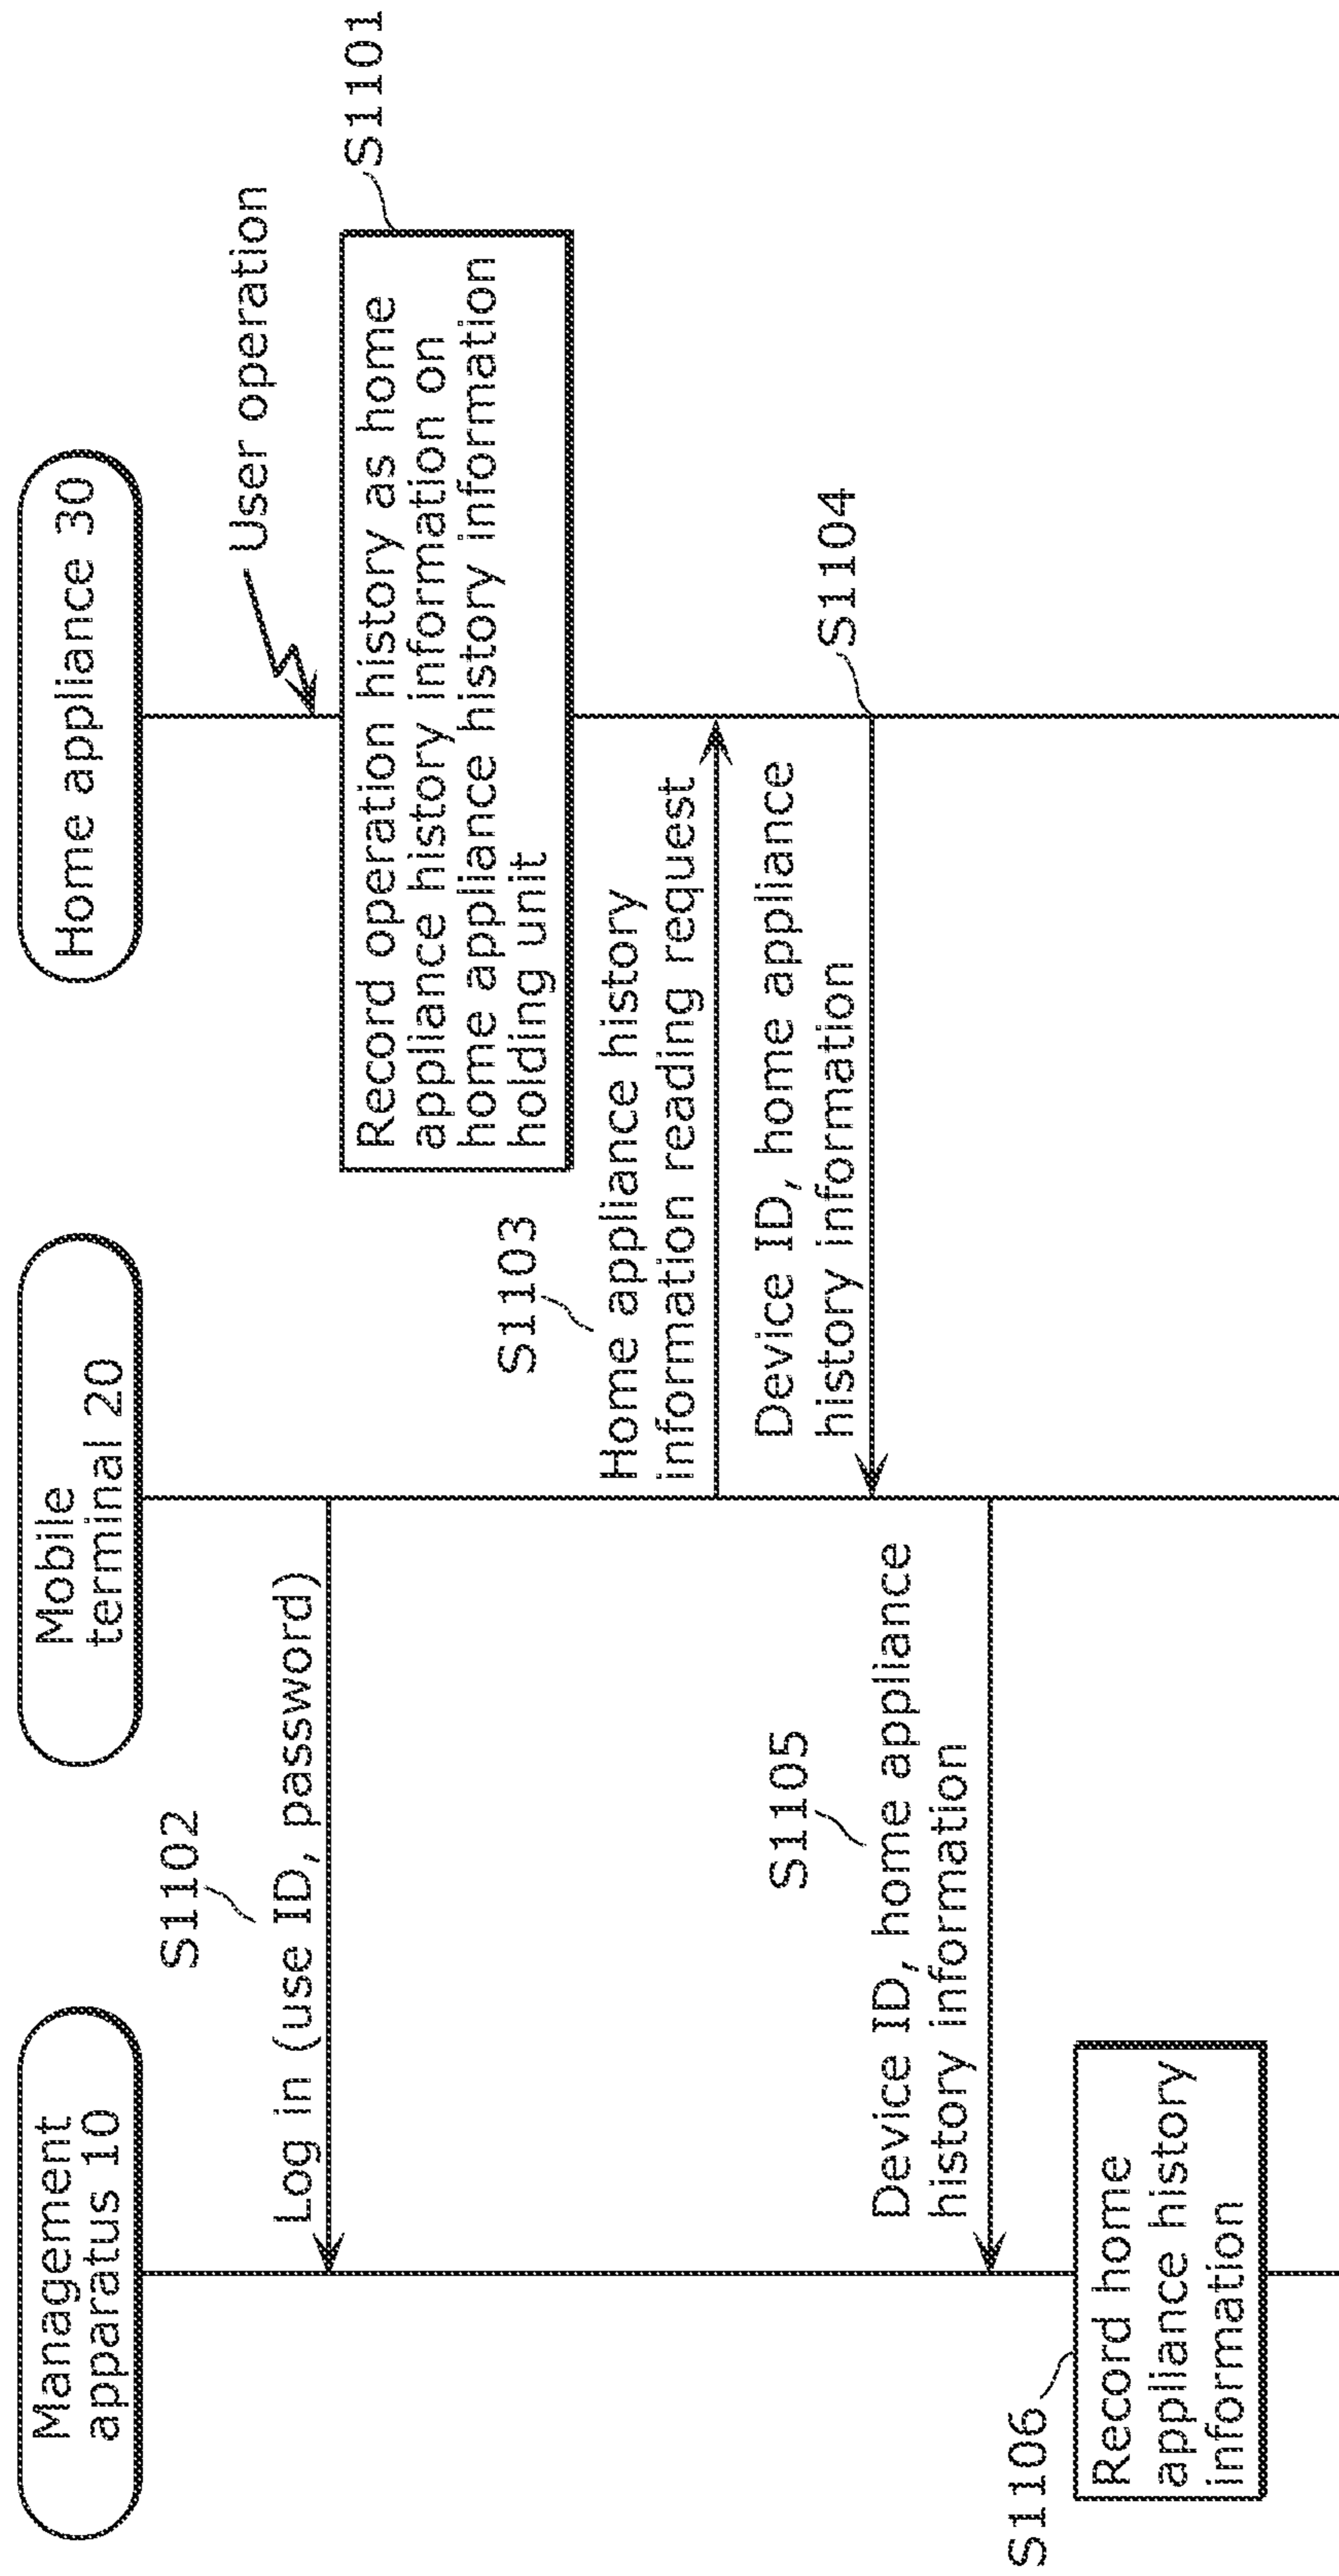 Management
apparatus 10
Mobile
terminal 20
Home appliance 30
User operation
S1101
Record operation history as home
appliance history information on
home appliance history information
holding unit
S1102
Log in (use ID, password)
S1103
Home appliance history
information reading request
S1104
Device ID, home appliance
history information
S1105
Device ID, home appliance
history information
S1106
Record home
appliance history
information